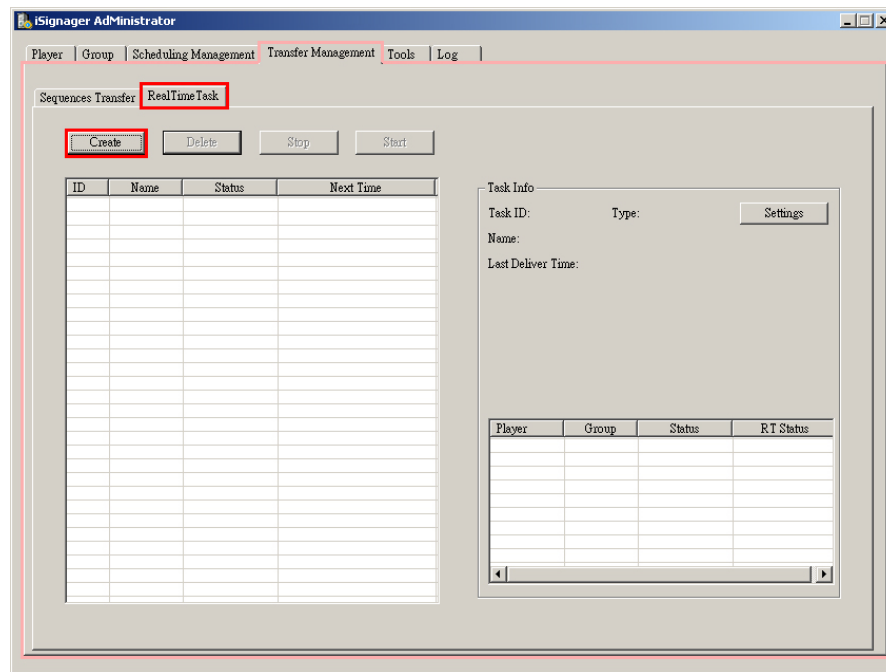 iSignager AdMinistrator
Player Group Scheduling Management Transfer Management Tools Log
Sequences Transfer RealTimeTask
Create Delete Stop Start
ID Name Status Next Time
Task Info
Task ID: Type: Settings
Name:
Last Deliver Time:
Player Group Status RT Status